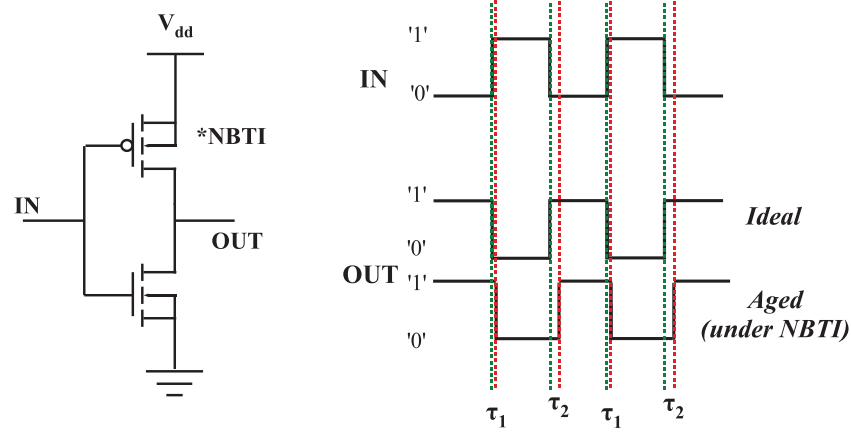 V_dd
*NBTI
IN
OUT
'1'
IN
'0'
'1'
Ideal
'0'
OUT
'1'
Aged
(under NBTI)
'0'
τ₁ τ₂ τ₁ τ₂